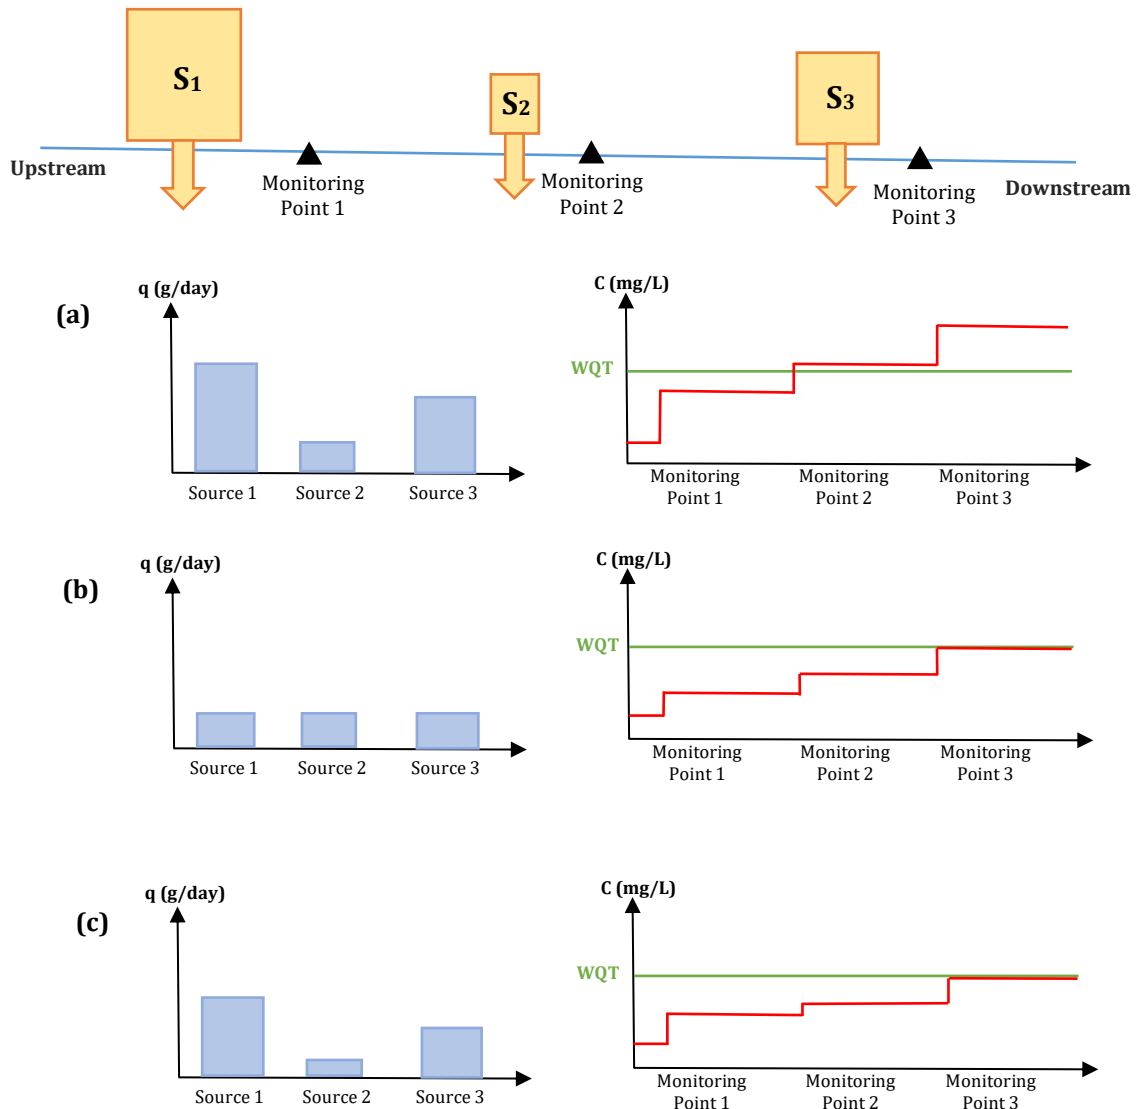 S1
S2
S3
Upstream
Monitoring
Point 1
Monitoring
Point 2
Monitoring
Point 3
Downstream
(a)
q (g/day)
Source 1
Source 2
Source 3
C (mg/L)
WQT
Monitoring
Point 1
Monitoring
Point 2
Monitoring
Point 3
(b)
q (g/day)
Source 1
Source 2
Source 3
C (mg/L)
WQT
Monitoring
Point 1
Monitoring
Point 2
Monitoring
Point 3
(c)
q (g/day)
Source 1
Source 2
Source 3
C (mg/L)
WQT
Monitoring
Point 1
Monitoring
Point 2
Monitoring
Point 3